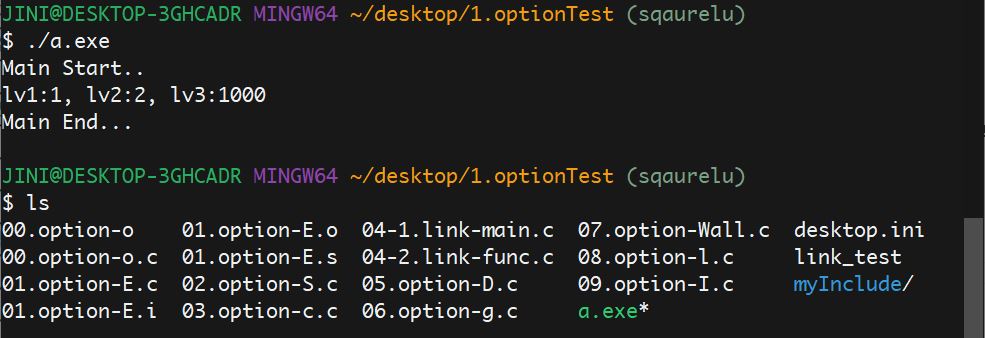 JINI@DESKTOP-3GHCADR MINGW64 ~/desktop/1.optionTest (sqaurelu)
$ ./a.exe
Main Start..
lv1:1, lv2:2, lv3:1000
Main End...
JINI@DESKTOP-3GHCADR MINGW64 ~/desktop/1.optionTest (sqaurelu)
$ ls
00.option-o    01.option-E.o  04-1.link-main.c  07.option-Wall.c  desktop.ini
00.option-o.c  01.option-E.s  04-2.link-func.c  08.option-l.c     link_test
01.option-E.c  02.option-S.c  05.option-D.c     09.option-I.c     myInclude/
01.option-E.i  03.option-c.c  06.option-g.c     a.exe*